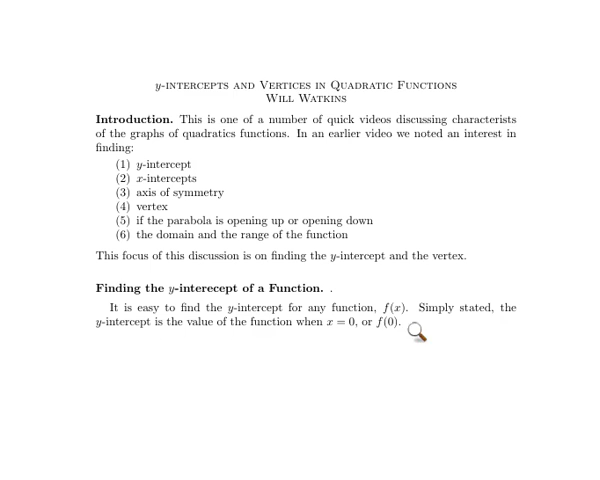 y-INTERCEPTS AND VERTICES IN QUADRATIC FUNCTIONS
WILL WATKINS
Introduction. This is one of a number of quick videos discussing characterists
of the graphs of quadratics functions. In an earlier video we noted an interest in
finding:
(1) y-intercept
(2) x-intercepts
(3) axis of symmetry
(4) vertex
(5) if the parabola is opening up or opening down
(6) the domain and the range of the function
This focus of this discussion is on finding the y-intercept and the vertex.
Finding the y-interecept of a Function. .
It is easy to find the y-intercept for any function, f(x). Simply stated, the
y-intercept is the value of the function when x = 0, or f(0).